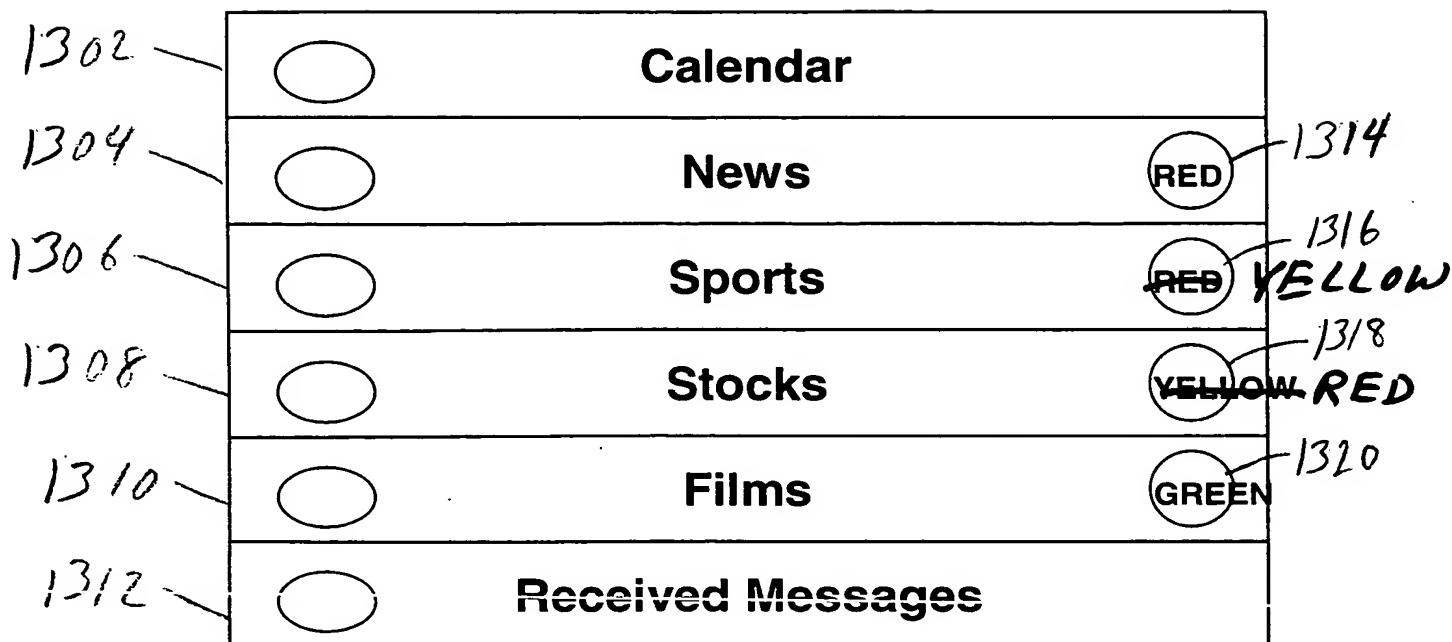 1302 Calendar
1304 News RED 1314
1306 Sports RED 1316
YELLOW
1308 Stocks YELLOW 1318
RED
1310 Films GREEN 1320
1312 Received Messages